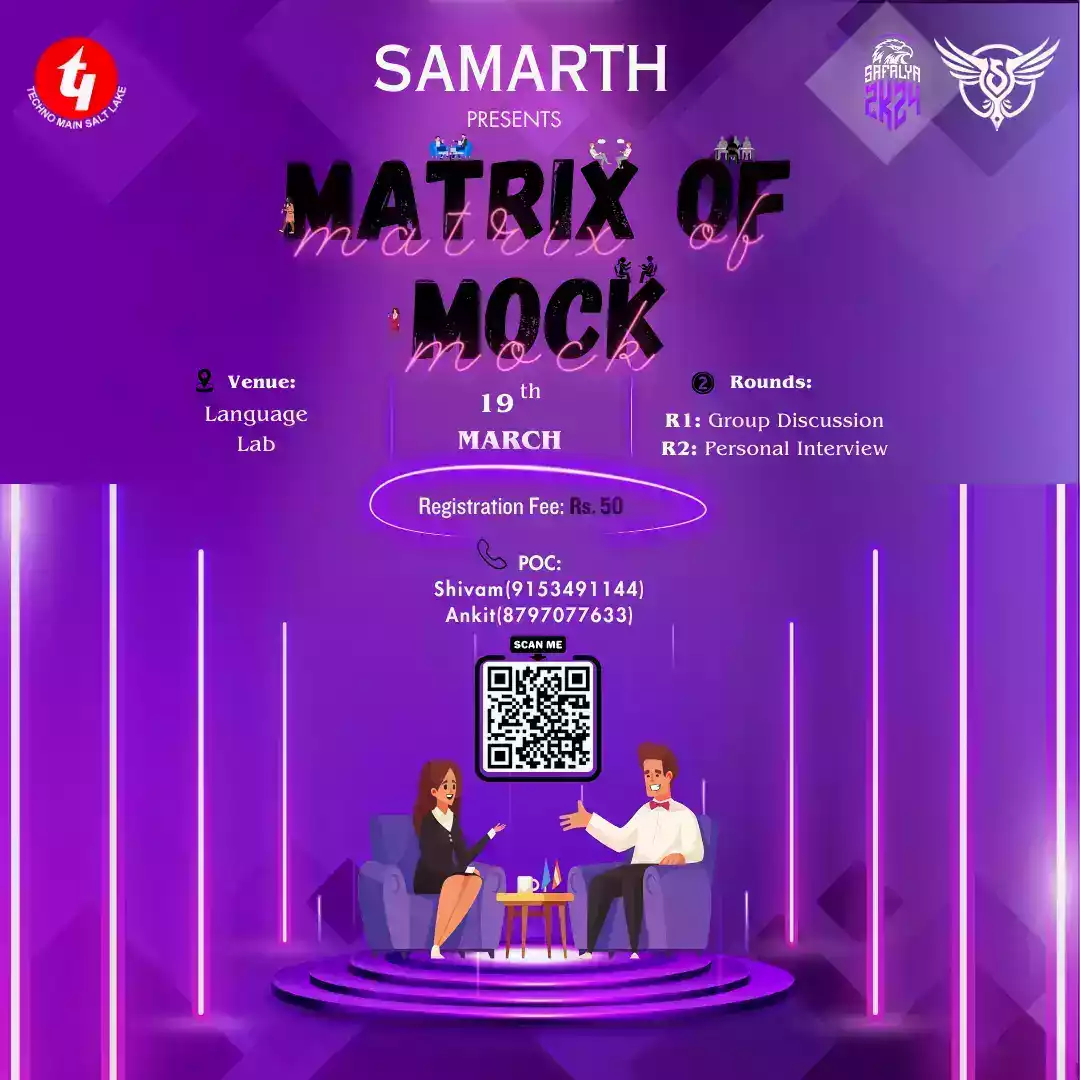 TECHNO MAIN SALT LAKE
SAFALYA
2K24
SAMARTH
PRESENTS
MATRIX OF
matrix of
MOCK
mock
Venue:
Language
Lab
19th
MARCH
2 Rounds:
R1: Group Discussion
R2: Personal Interview
Registration Fee: Rs. 50
POC:
Shivam(9153491144)
Ankit(8797077633)
SCAN ME